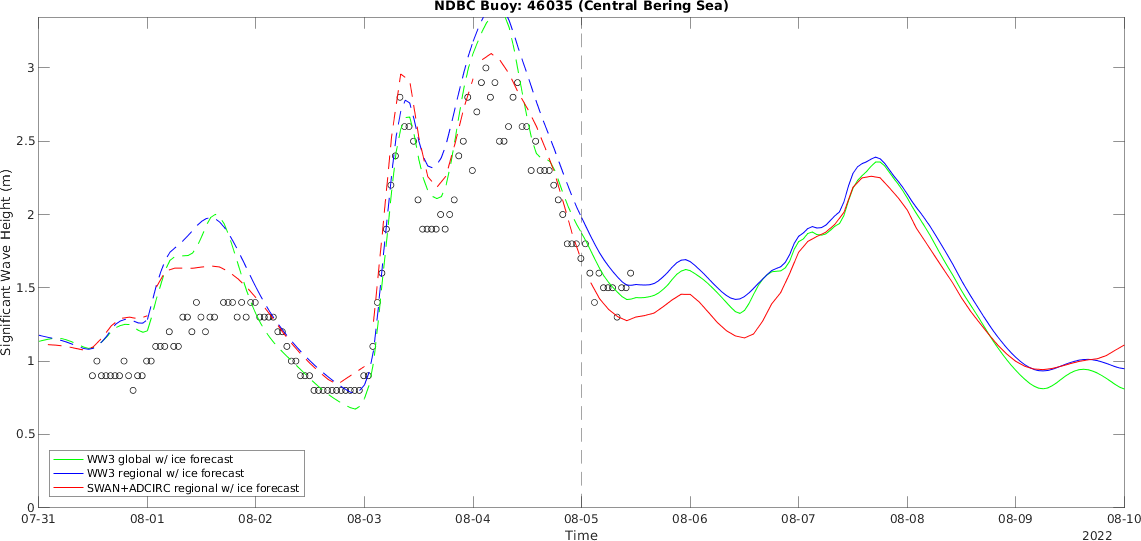 NDBC Buoy: 46035 (Central Bering Sea)
Significant Wave Height (m)
3
2.5
2
1.5
1
0.5
0
WW3 global w/ ice forecast
WW3 regional w/ ice forecast
SWAN+ADCIRC regional w/ ice forecast
07-31 08-01 08-02 08-03 08-04 08-05 08-06 08-07 08-08 08-09 08-10
Time
2022